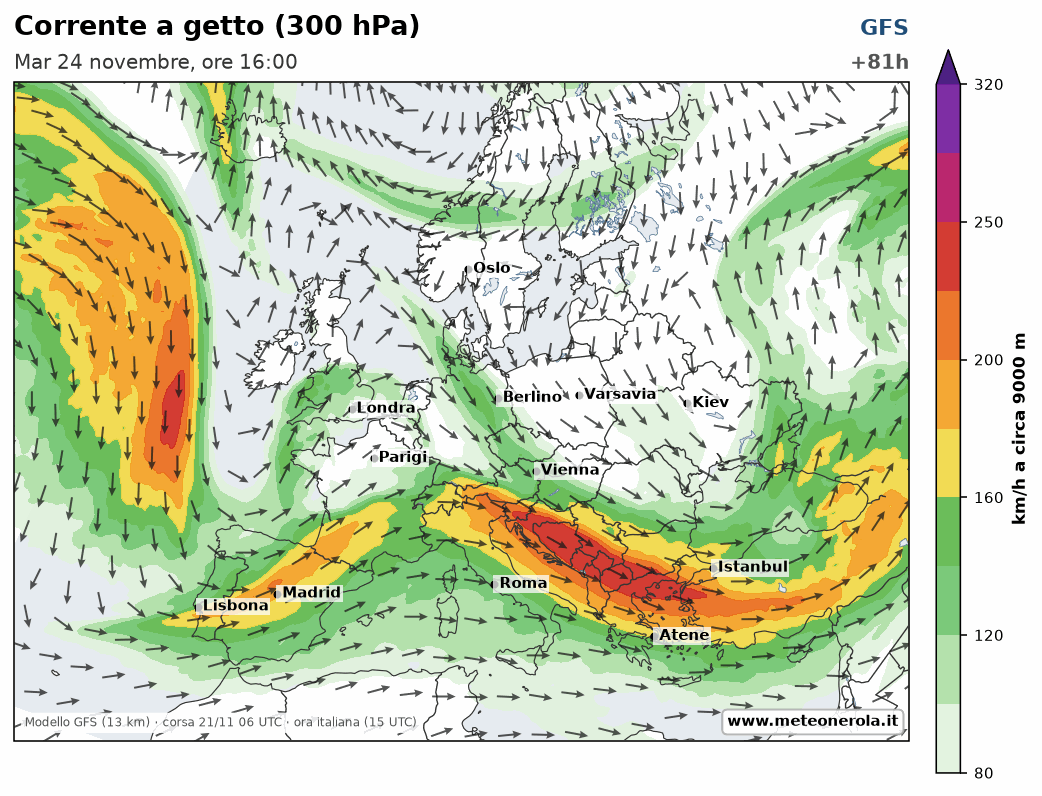 Corrente a getto (300 hPa)
GFS
Mar 24 novembre, ore 16:00
+81h
320
250
200
160
120
80
km/h a circa 9000 m
Oslo
Berlino
Varsavia
Kiev
Londra
Parigi
Vienna
Istanbul
Roma
Madrid
Lisbona
Atene
Modello GFS (13 km) · corsa 21/11 06 UTC · ora italiana (15 UTC)
www.meteonerola.it